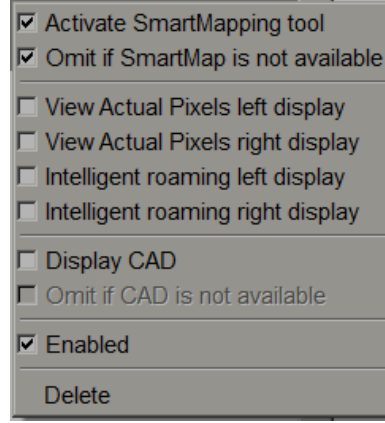 Activate SmartMapping tool
Omit if SmartMap is not available
View Actual Pixels left display
View Actual Pixels right display
Intelligent roaming left display
Intelligent roaming right display
Display CAD
Omit if CAD is not available
Enabled
Delete